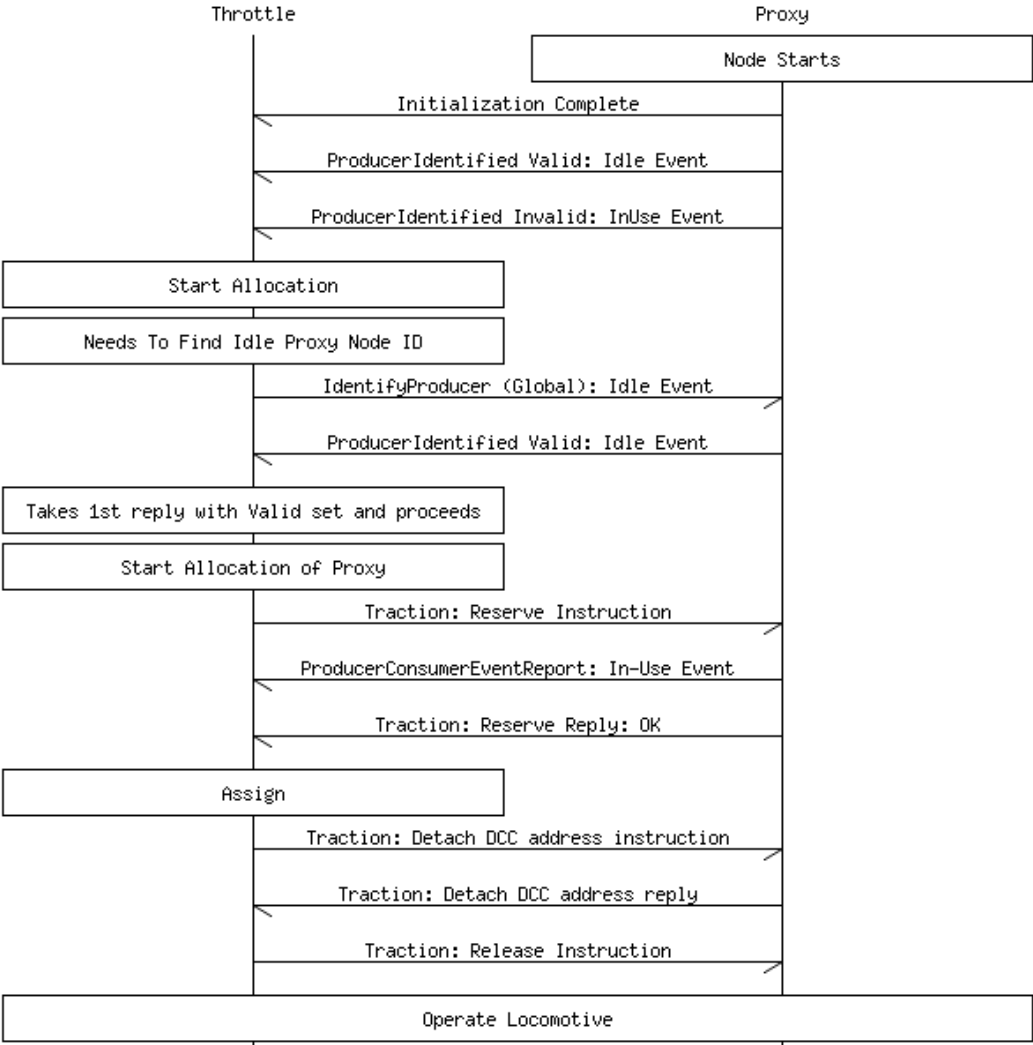 Throttle
Proxy
Node Starts
Initialization Complete
ProducerIdentified Valid: Idle Event
ProducerIdentified Invalid: InUse Event
Start Allocation
Needs To Find Idle Proxy Node ID
IdentifyProducer (Global): Idle Event
ProducerIdentified Valid: Idle Event
Takes 1st reply with Valid set and proceeds
Start Allocation of Proxy
Traction: Reserve Instruction
ProducerConsumerEventReport: In-Use Event
Traction: Reserve Reply: OK
Assign
Traction: Detach DCC address instruction
Traction: Detach DCC address reply
Traction: Release Instruction
Operate Locomotive